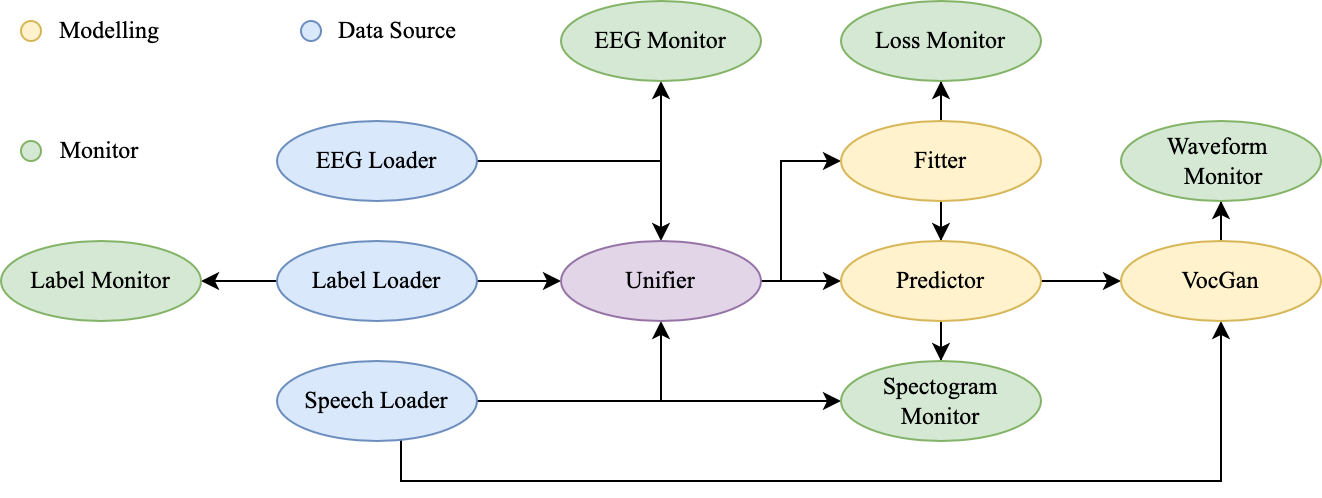 Modelling
Data Source
EEG Monitor
Loss Monitor
Monitor
EEG Loader
Fitter
Waveform
Monitor
Label Monitor
Label Loader
Unifier
Predictor
VocGan
Speech Loader
Spectogram
Monitor